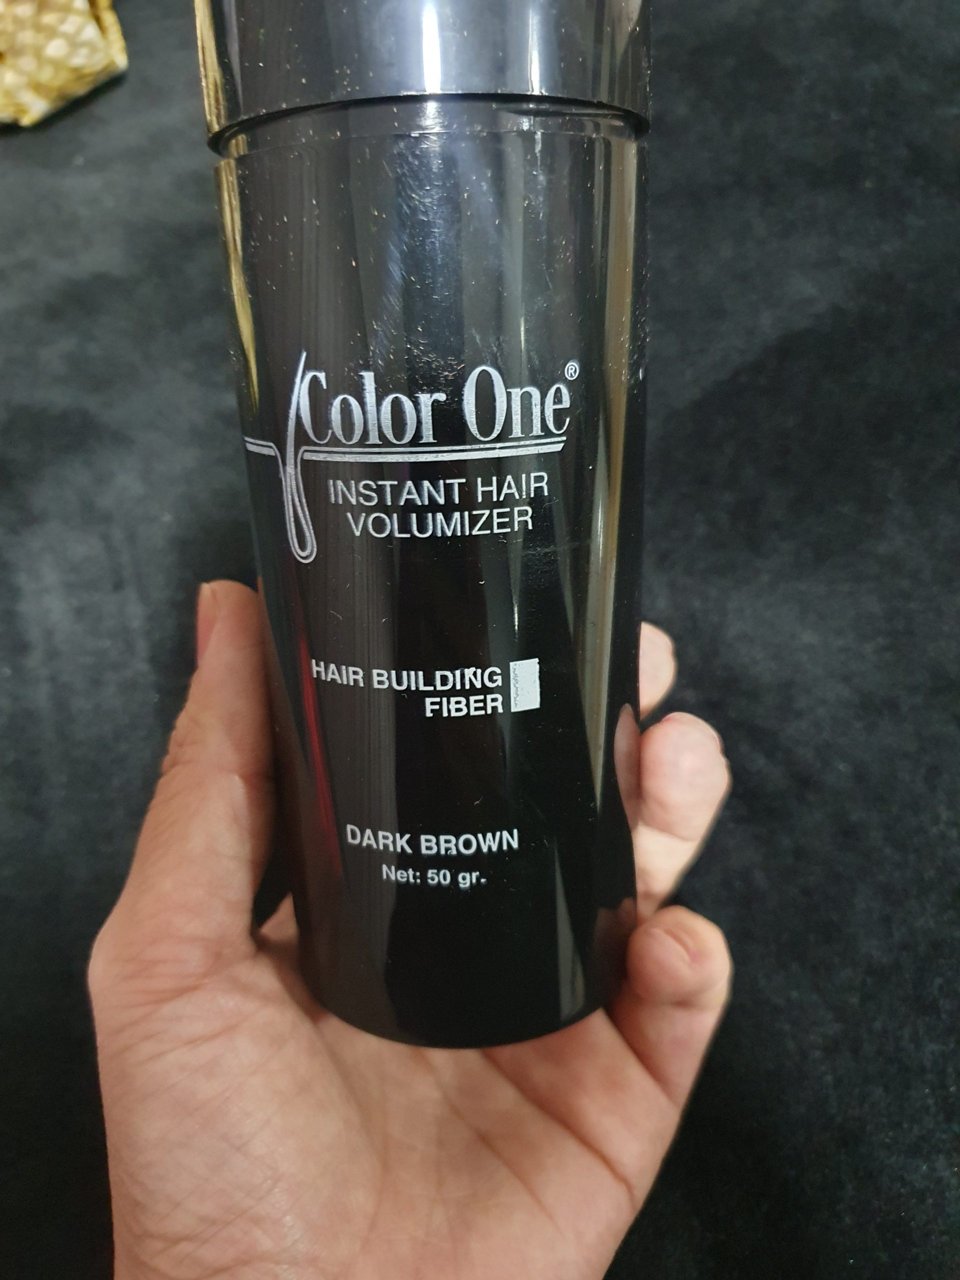 Color One®
INSTANT HAIR
VOLUMIZER
HAIR BUILDING
FIBER
DARK BROWN
Net: 50 gr.